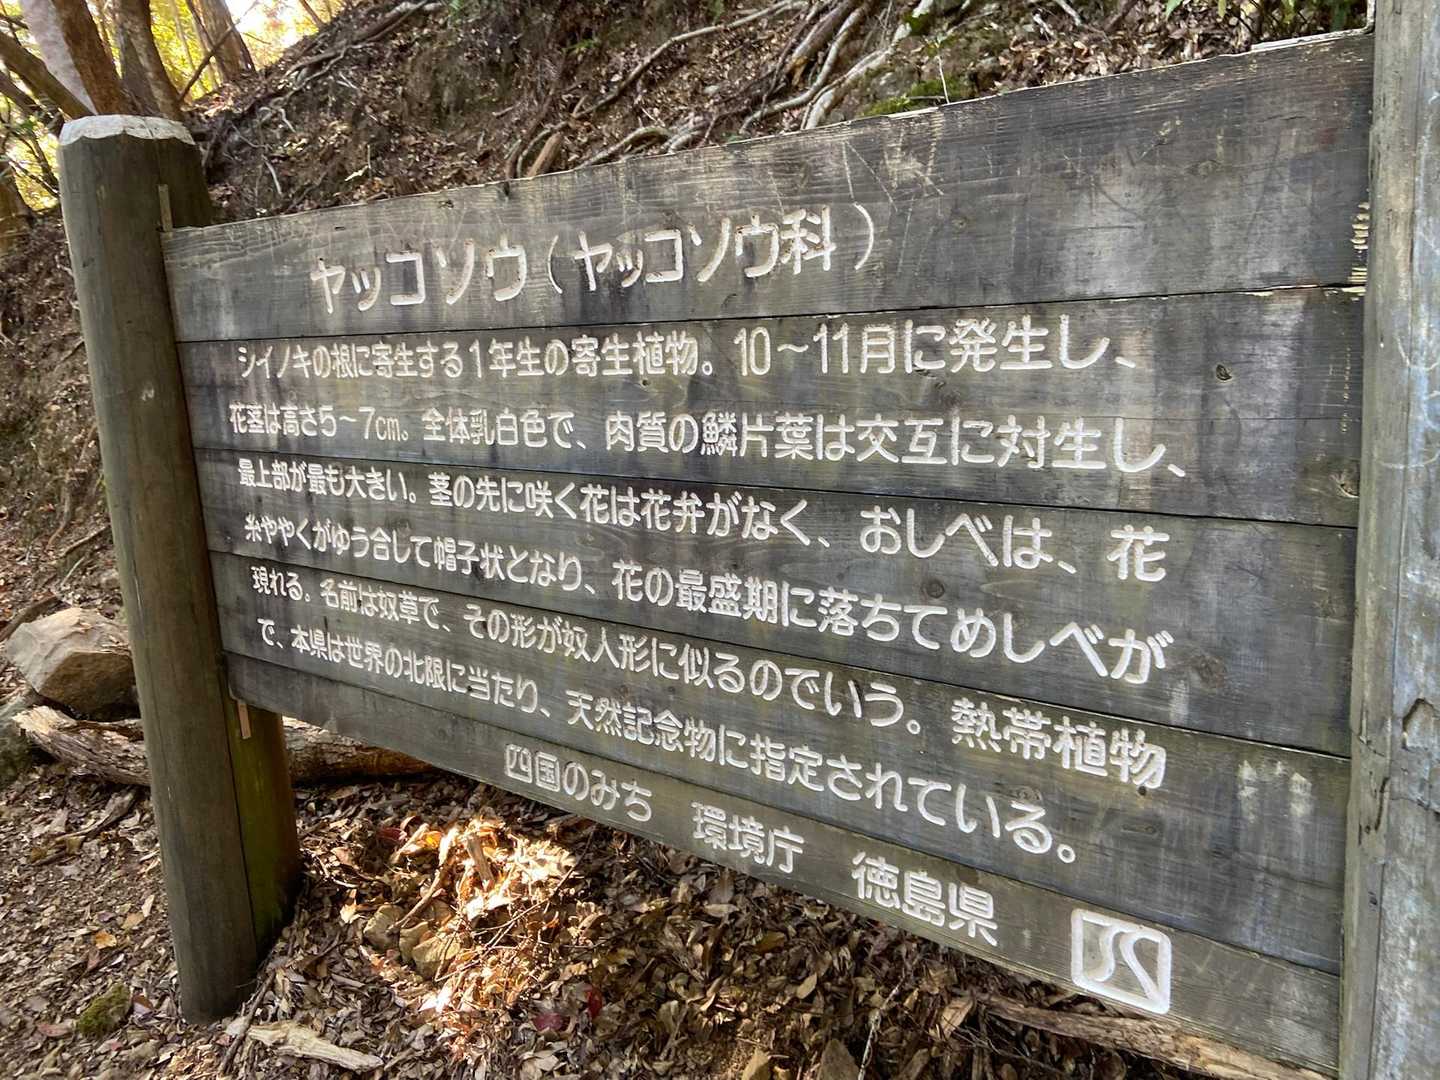 ヤッコソウ（ヤッコソウ科）
シイノキの根に寄生する1年生の寄生植物。10～11月に発生し、
花茎は高さ5～7cm。全体乳白色で、肉質の鱗片葉は交互に対生し、
最上部が最も大きい。茎の先に咲く花は花弁がなく、おしべは、花
糸ややくがゆう合して帽子状となり、花の最盛期に落ちてめしべが
現れる。名前は奴草で、その形が奴人形に似るのでいう。熱帯植物
で、本県は世界の北限に当たり、天然記念物に指定されている。
四国のみち　環境庁　徳島県